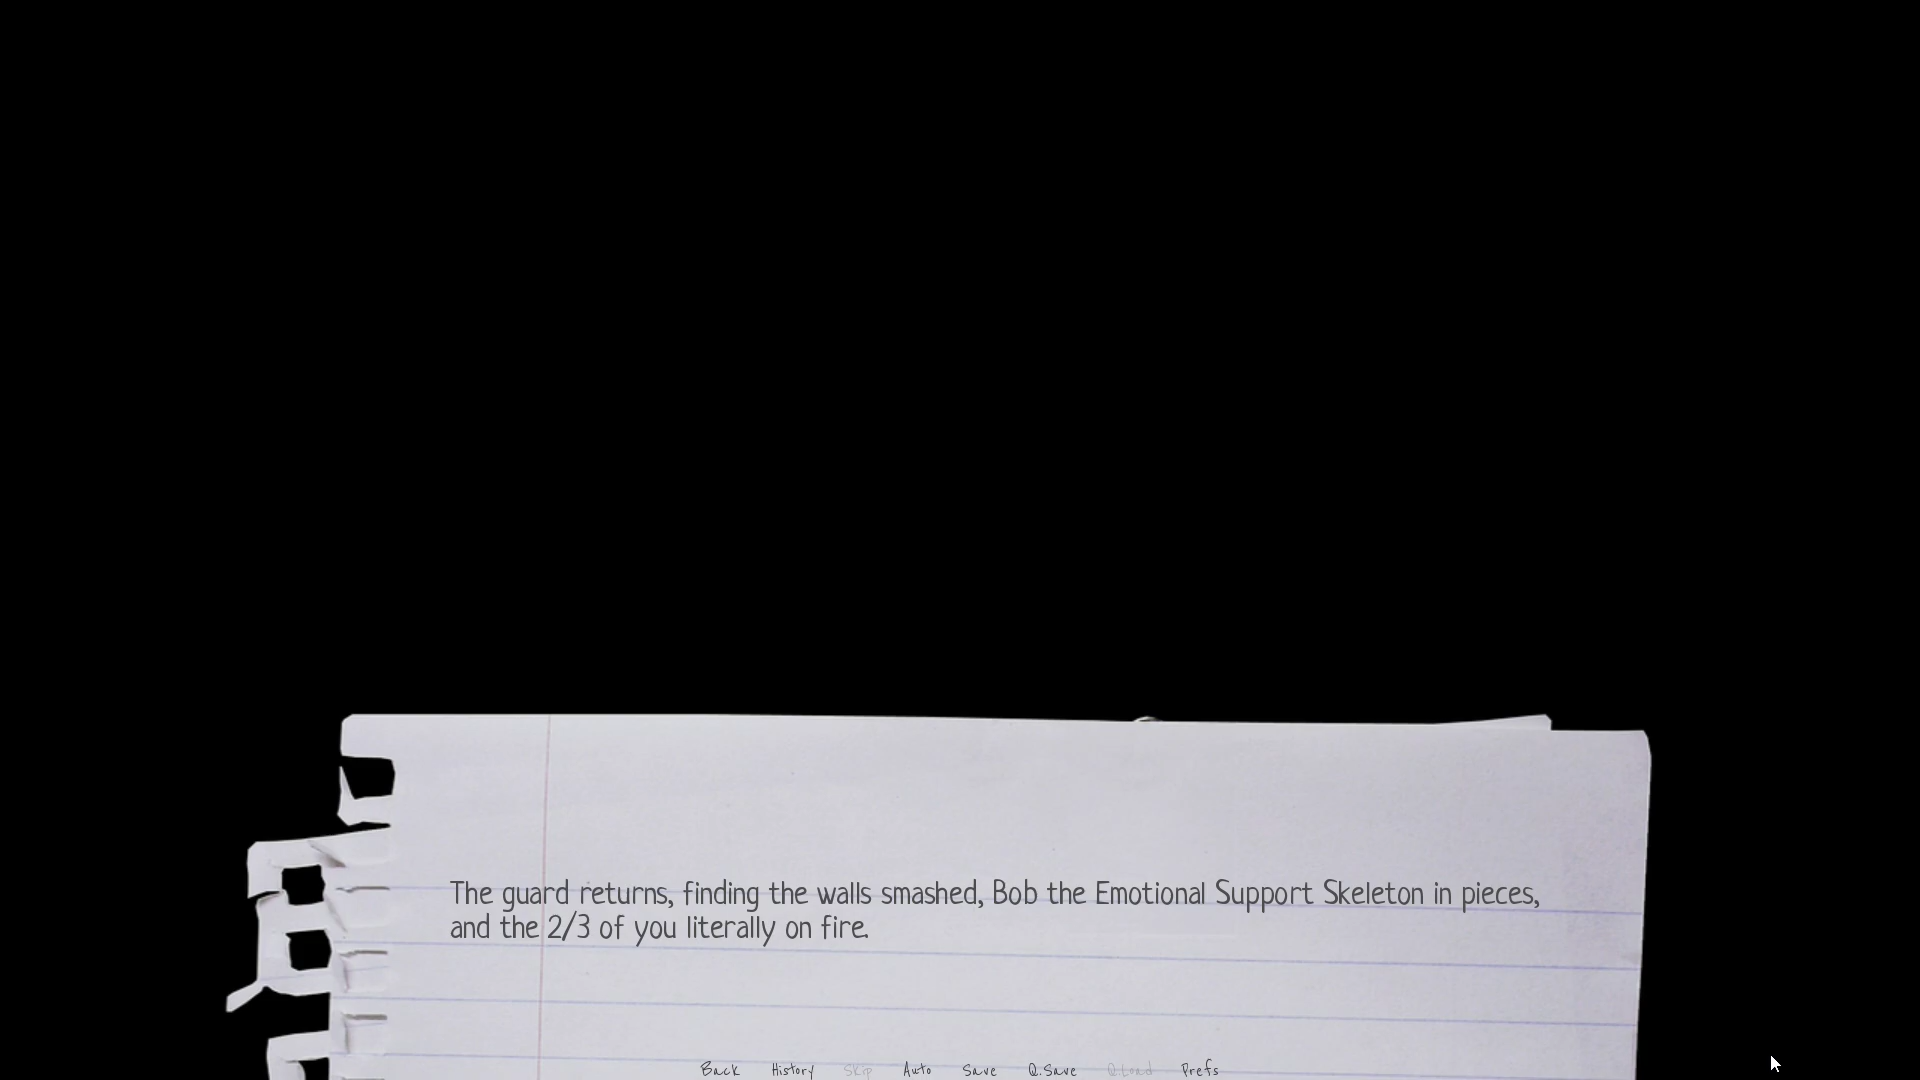 The guard returns, finding the walls smashed, Bob the Emotional Support Skeleton in pieces,
and the 2/3 of you literally on fire.
Back History Skip Auto Save Q.Save Q.Load Prefs